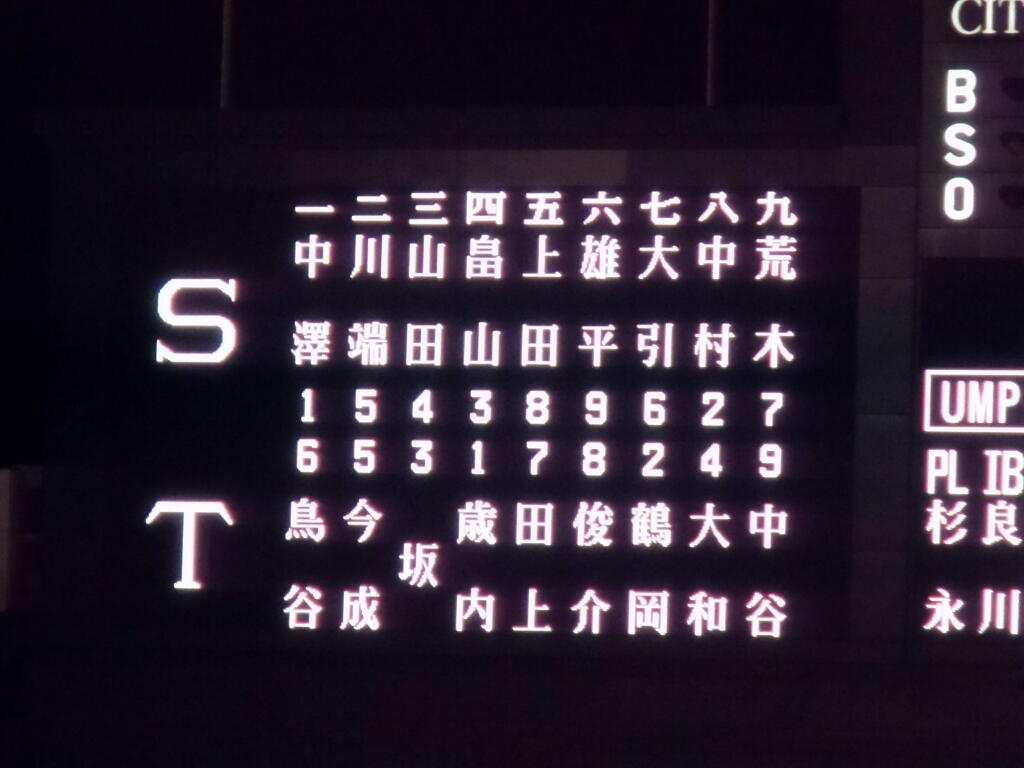 CIT
B
S
O
一 二 三 四 五 六 七 八 九
S
中澤 川端 山田 畠山 上田 雄平 大引 中村 荒木
1 5 4 3 8 9 6 2 7
6 5 3 1 7 8 2 4 9
T
鳥谷 今成 坂 歳内 田上 俊介 鶴岡 大和 中谷
UMP
PL 1B
杉永 良川